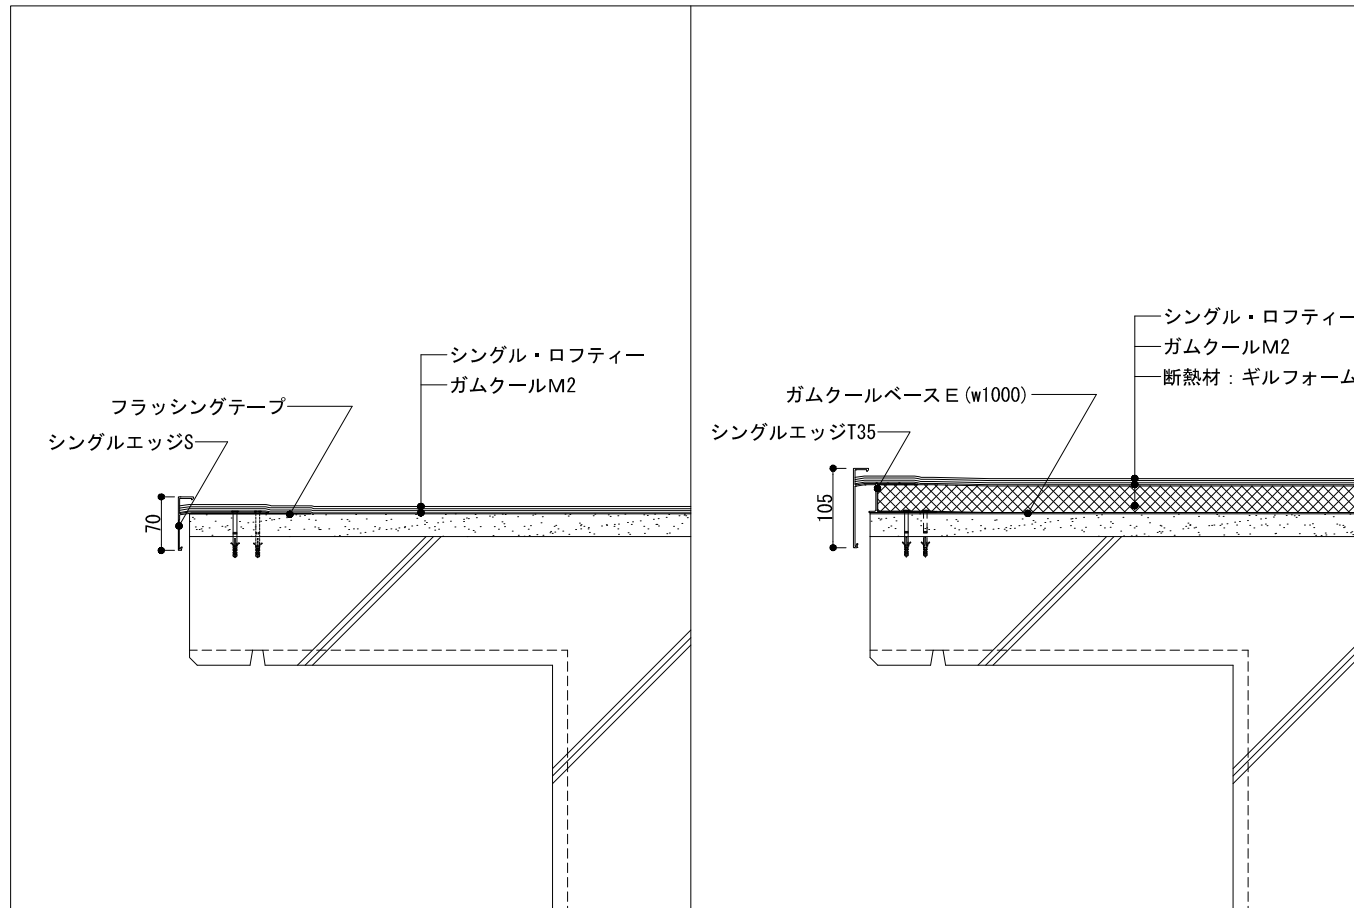 シングル・ロフティー
ガムクールM2
フラッシングテープ
シングルエッジS
70
シングル・ロフティー
ガムクールM2
断熱材：ギルフォーム
ガムクールベースE(w1000)
シングルエッジT35
105